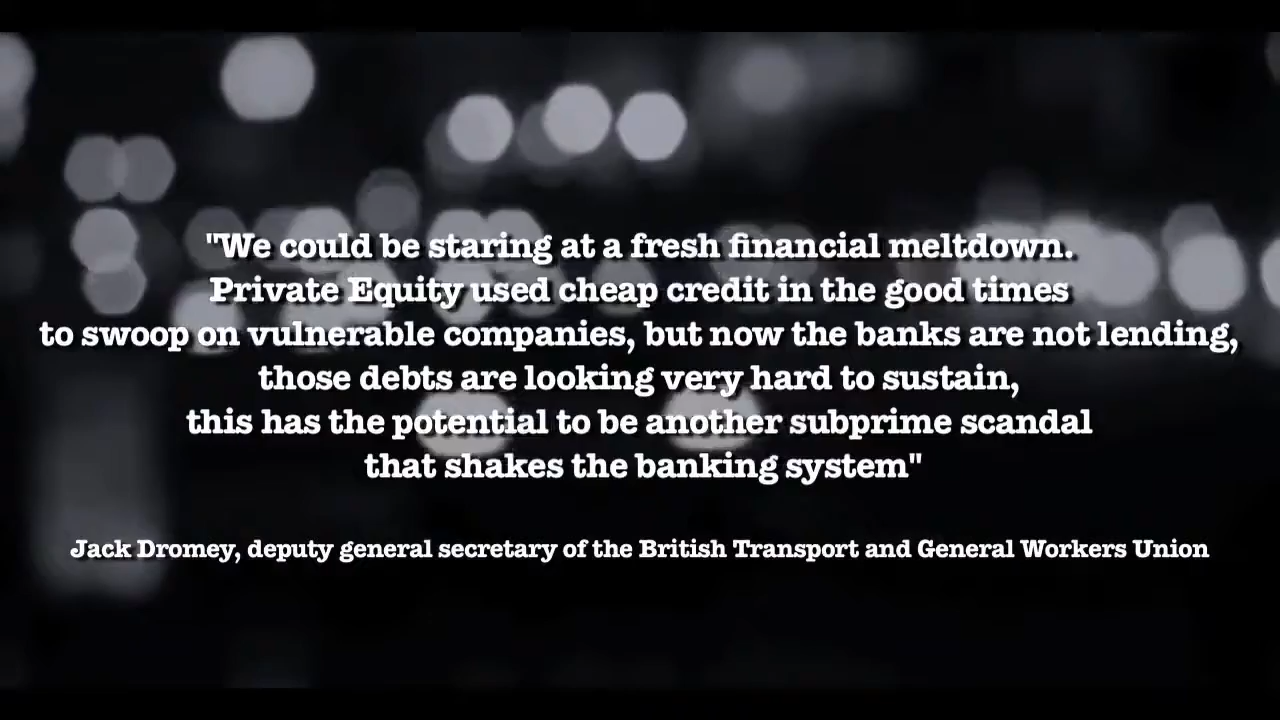 "We could be staring at a fresh financial meltdown.
Private Equity used cheap credit in the good times
to swoop on vulnerable companies, but now the banks are not lending,
those debts are looking very hard to sustain,
this has the potential to be another subprime scandal
that shakes the banking system"
Jack Dromey, deputy general secretary of the British Transport and General Workers Union